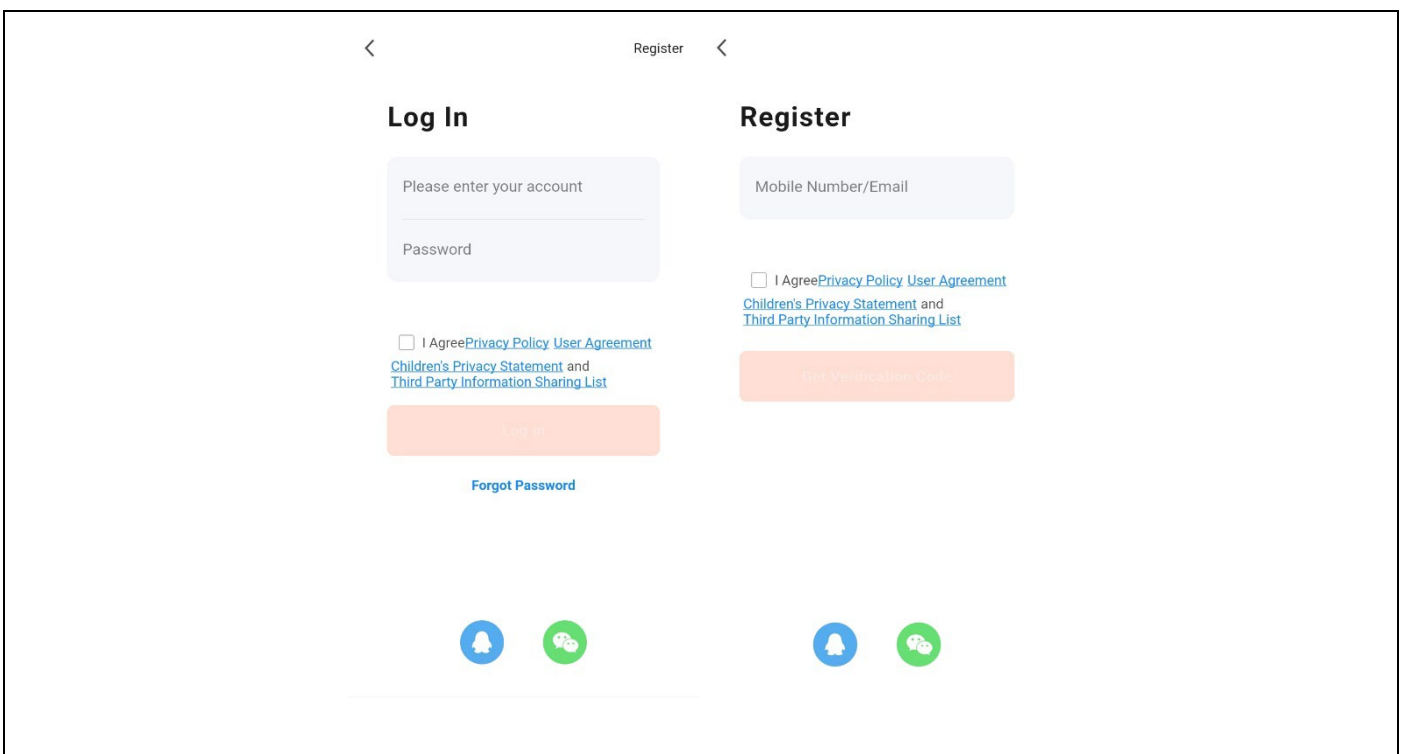 Register
Log In
Please enter your account
Password
I AgreePrivacy Policy User Agreement
Children's Privacy Statement and
Third Party Information Sharing List
Log in
Forgot Password
Register
Mobile Number/Email
I AgreePrivacy Policy User Agreement
Children's Privacy Statement and
Third Party Information Sharing List
Get Verification Code